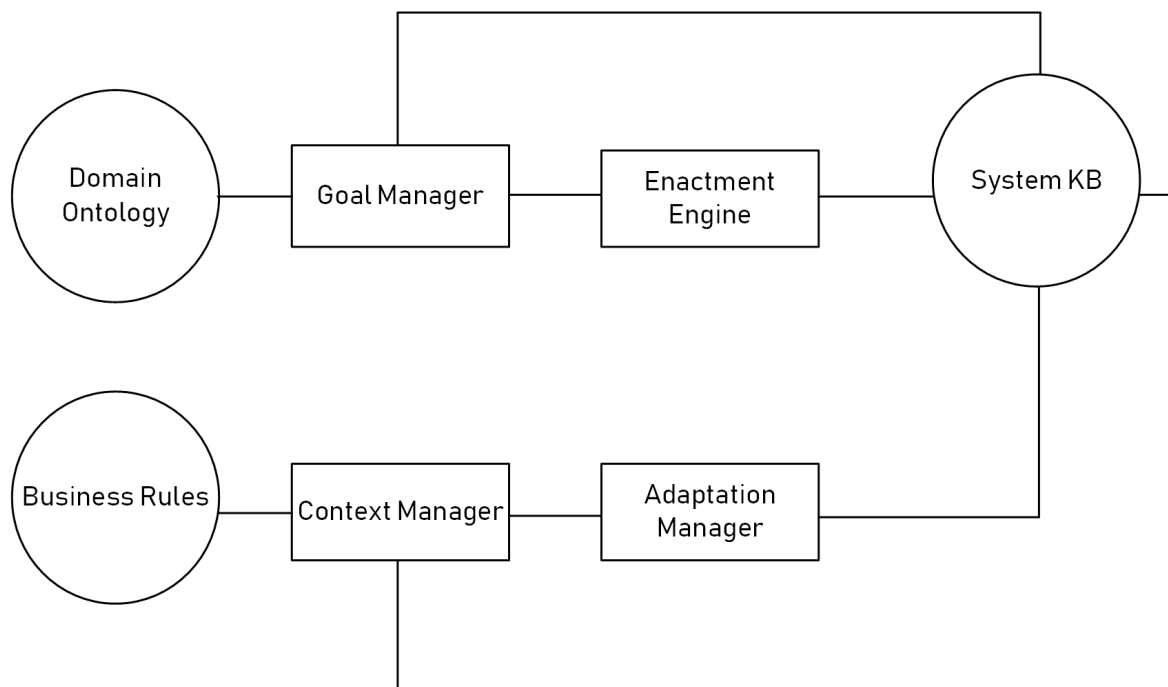 Domain
Ontology
Goal Manager
Enactment
Engine
System KB
Business Rules
Context Manager
Adaptation
Manager